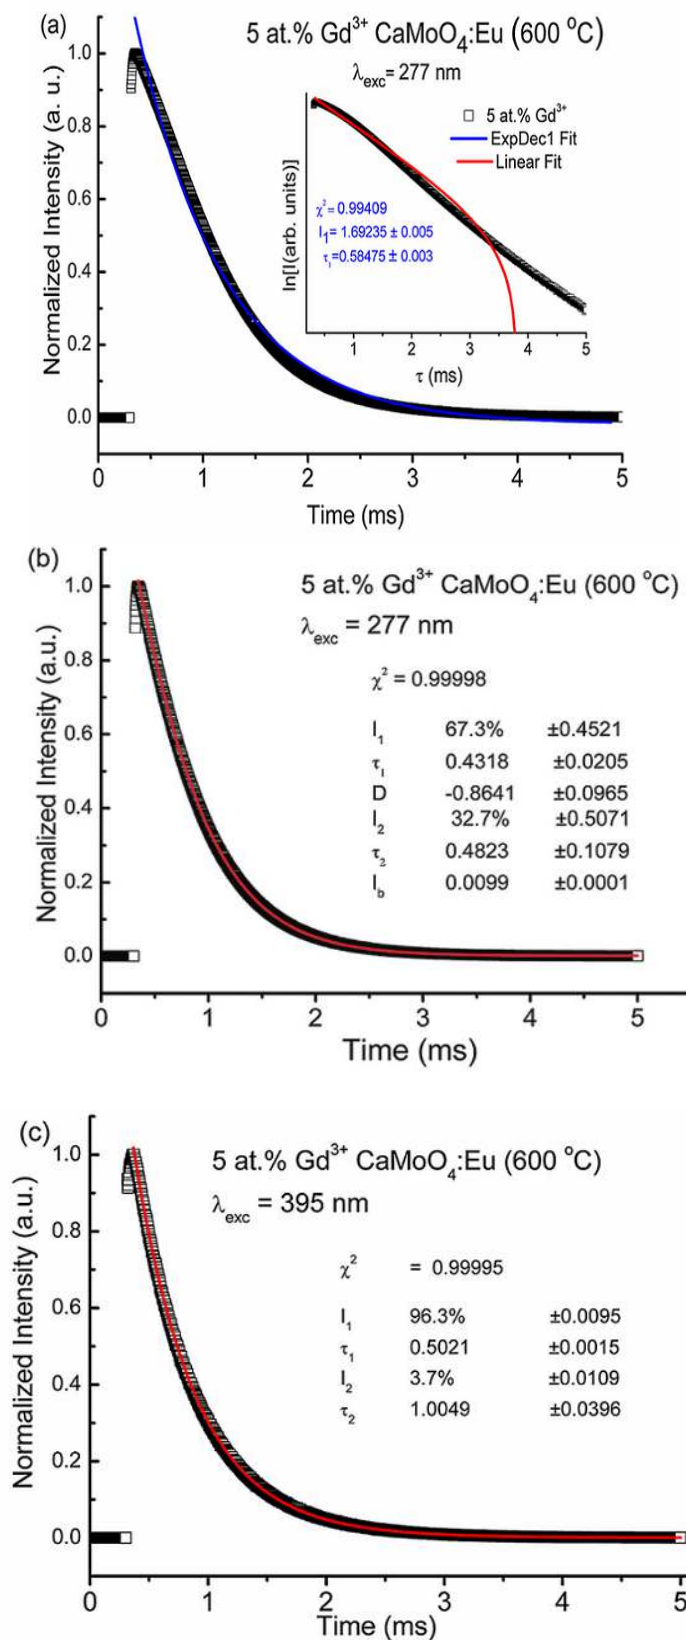 (a)
5 at.% Gd³⁺ CaMoO₄:Eu (600 °C)
λexc = 277 nm
□ 5 at.% Gd³⁺
ExpDec1 Fit
Linear Fit
χ² = 0.99409
I₁= 1.69235 ± 0.005
τ₁=0.58475 ± 0.003
ln[I(arb. units)]
1 2 3 4 5
τ (ms)
Normalized Intensity (a. u.)
1.0
0.8
0.6
0.4
0.2
0.0
0 1 2 3 4 5
Time (ms)
(b)
5 at.% Gd³⁺ CaMoO₄:Eu (600 °C)
λexc = 277 nm
χ² = 0.99998
I₁ 67.3% ±0.4521
τ₁ 0.4318 ±0.0205
D -0.8641 ±0.0965
I₂ 32.7% ±0.5071
τ₂ 0.4823 ±0.1079
I_b 0.0099 ±0.0001
Normalized Intensity (a.u.)
1.0
0.8
0.6
0.4
0.2
0.0
0 1 2 3 4 5
Time (ms)
(c)
5 at.% Gd³⁺ CaMoO₄:Eu (600 °C)
λexc = 395 nm
χ² = 0.99995
I₁ 96.3% ±0.0095
τ₁ 0.5021 ±0.0015
I₂ 3.7% ±0.0109
τ₂ 1.0049 ±0.0396
Normalized Intensity (a.u.)
1.0
0.8
0.6
0.4
0.2
0.0
0 1 2 3 4 5
Time (ms)